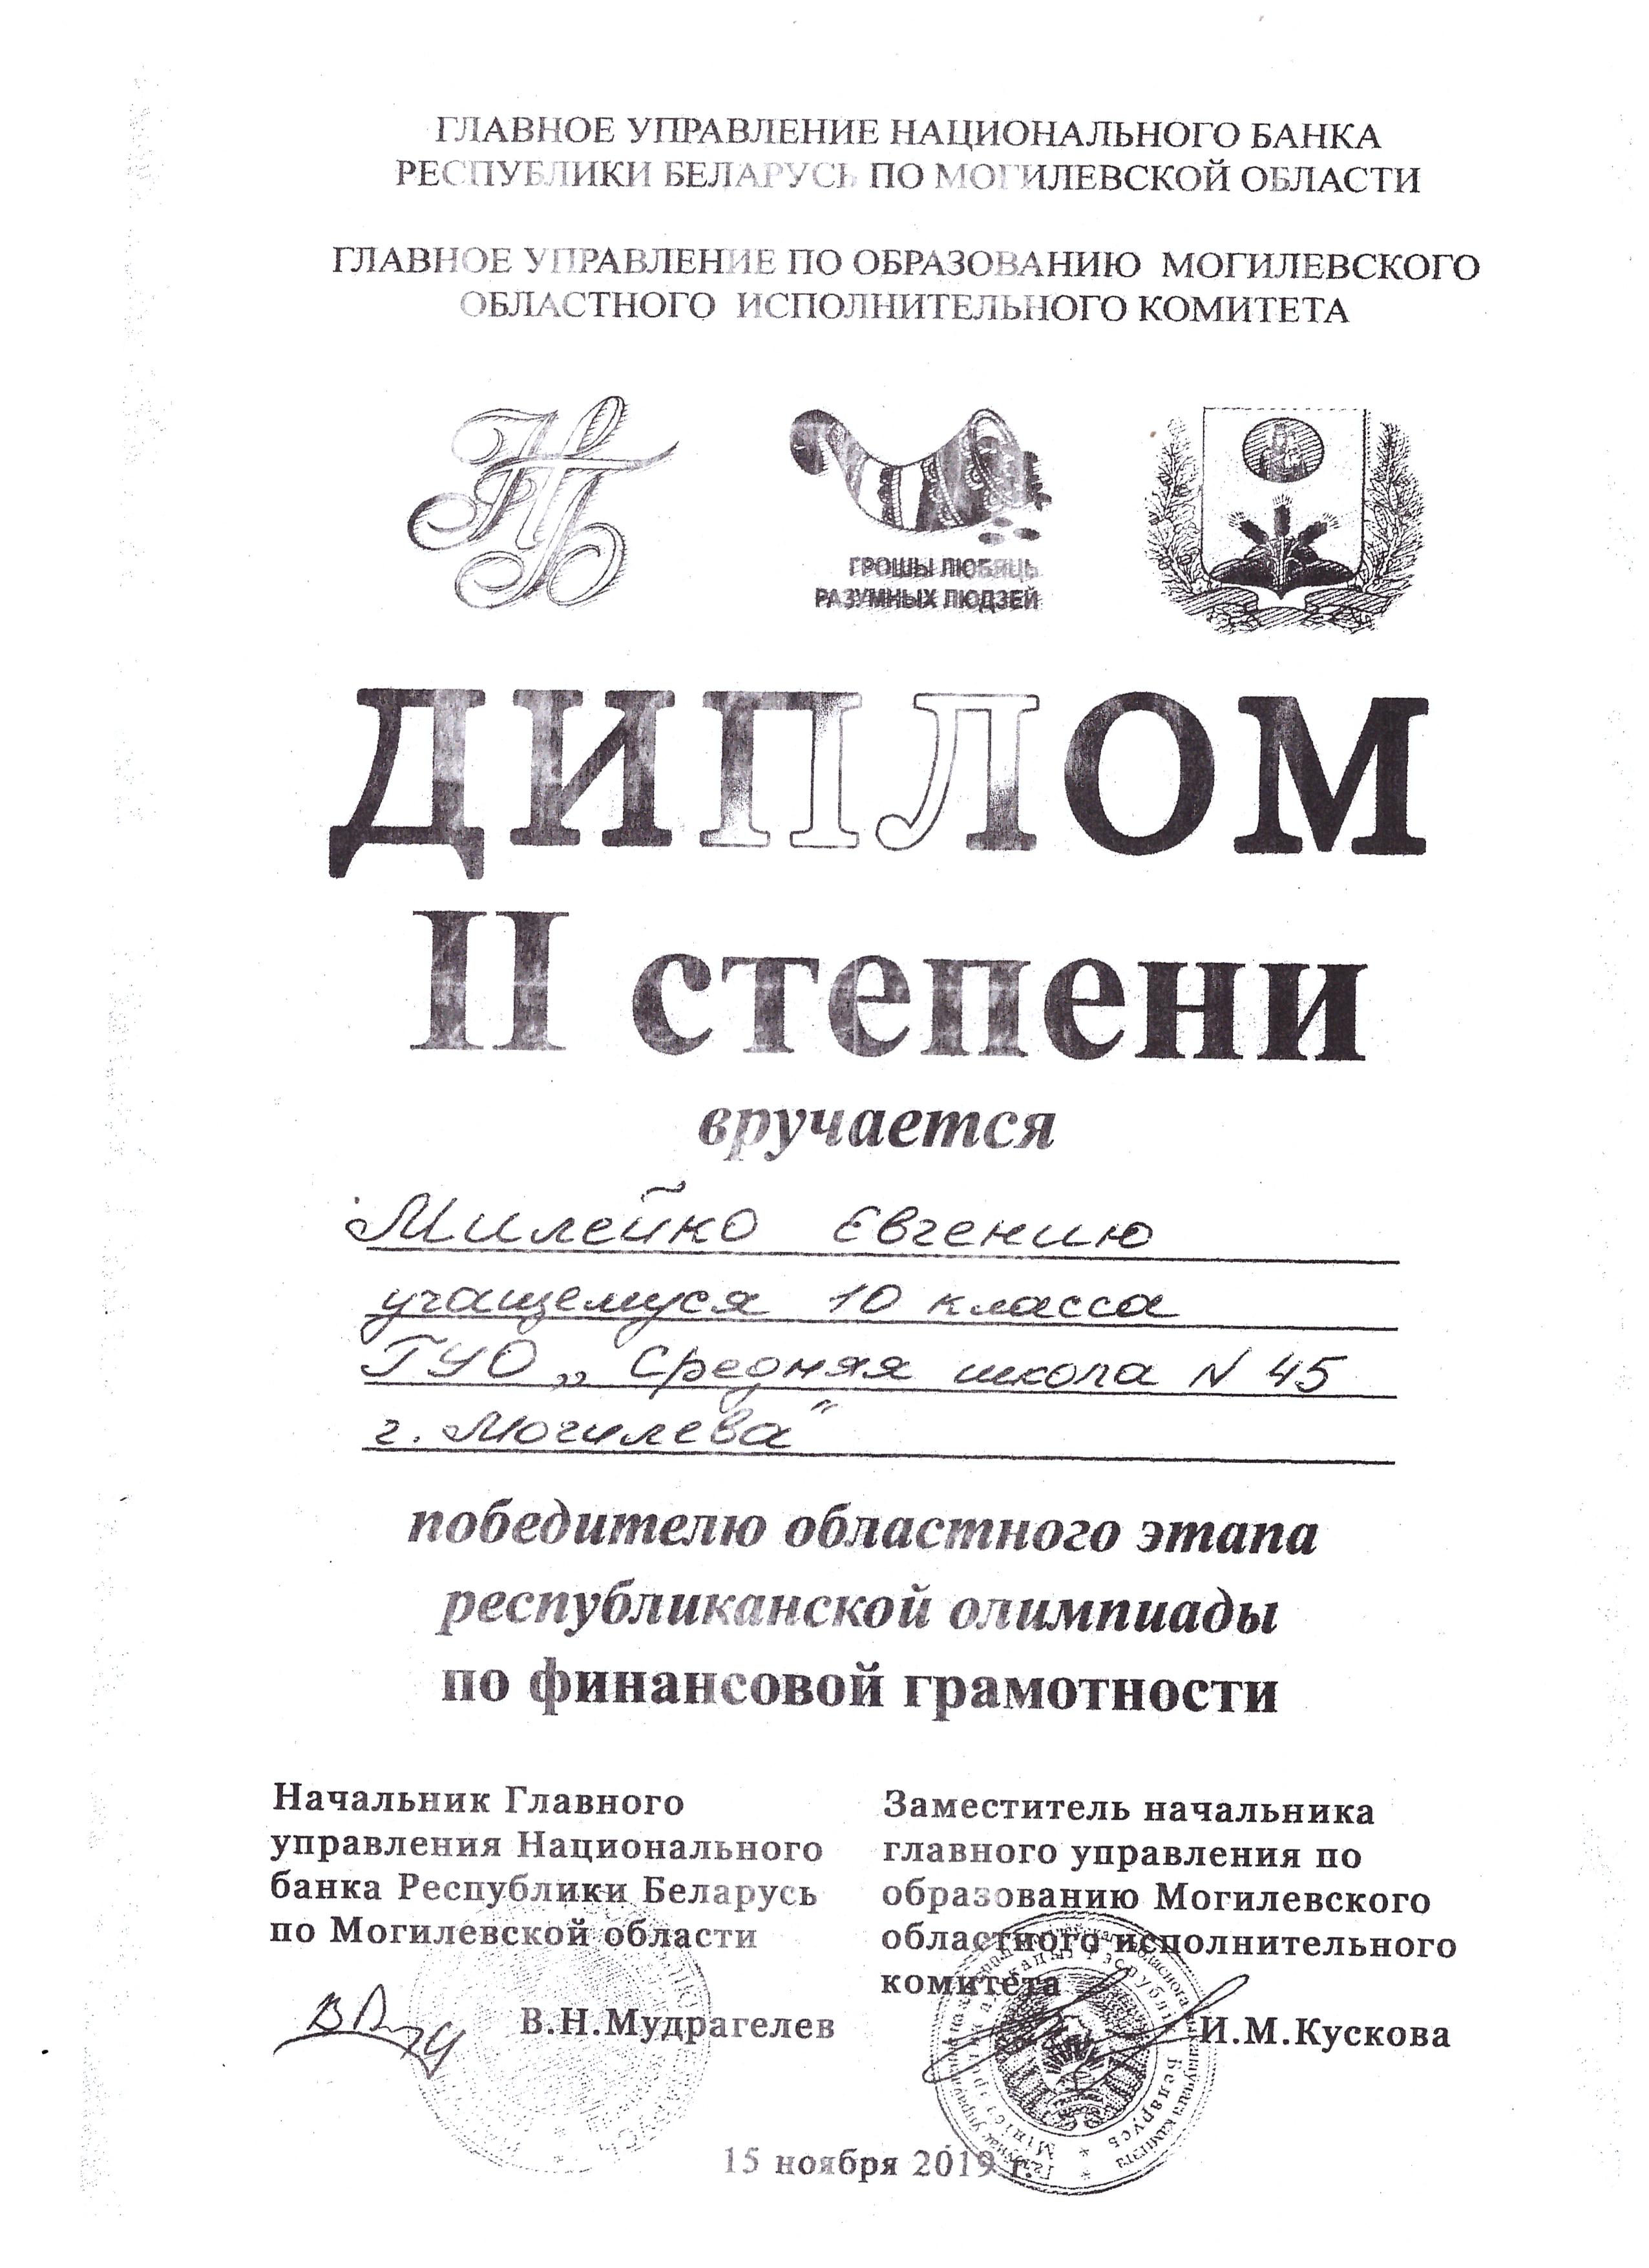 ГЛАВНОЕ УПРАВЛЕНИЕ НАЦИОНАЛЬНОГО БАНКА
РЕСПУБЛИКИ БЕЛАРУСЬ ПО МОГИЛЕВСКОЙ ОБЛАСТИ
ГЛАВНОЕ УПРАВЛЕНИЕ ПО ОБРАЗОВАНИЮ МОГИЛЕВСКОГО
ОБЛАСТНОГО ИСПОЛНИТЕЛЬНОГО КОМИТЕТА
НБ
ГРОШЫ ЛЮБЯЦЬ
РАЗУМНЫХ ЛЮДЗЕЙ
ДИПЛОМ
II степени
вручается
Милейко Евгению
учащемуся 10 класса
ГУО „Средняя школа N 45
г. Могилева"
победителю областного этапа
республиканской олимпиады
по финансовой грамотности
Начальник Главного
управления Национального
банка Республики Беларусь
по Могилевской области
В.Н.Мудрагелев
Заместитель начальника
главного управления по
образованию Могилевского
областного исполнительного
комитета
И.М.Кускова
15 ноября 2019 г.